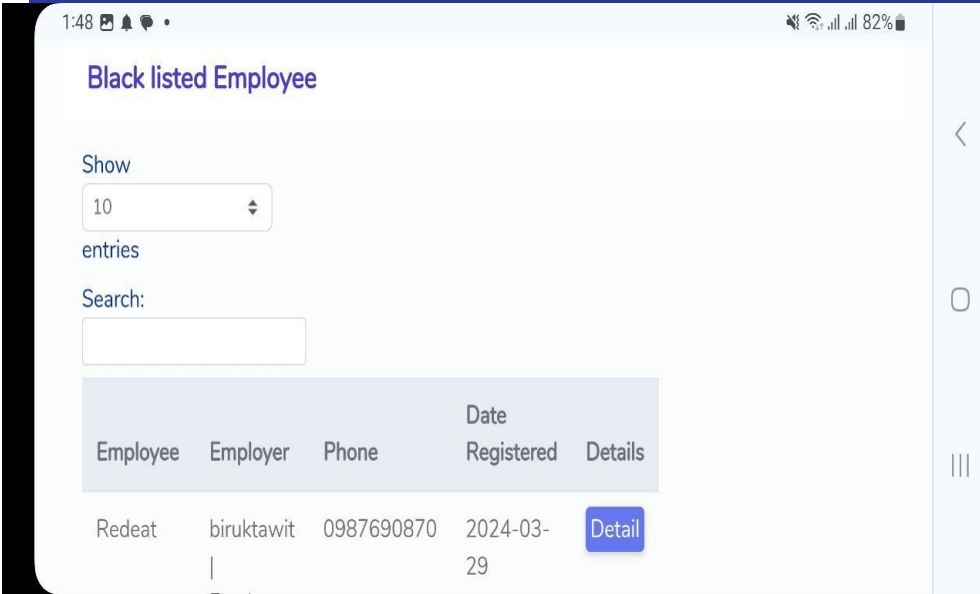 1:48 82%
Black listed Employee
Show
10
entries
Search:
Date
Employee Employer Phone Registered Details
Redeat biruktawit 0987690870 2024-03- Detail
| 29